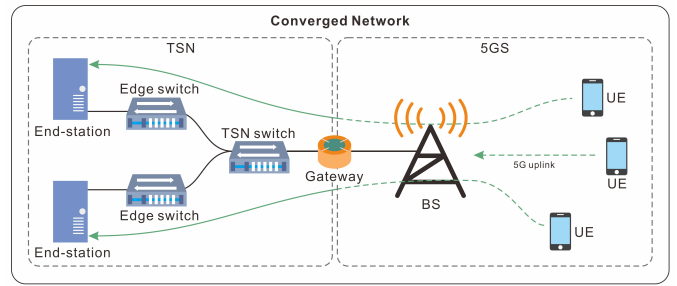 Converged Network
TSN
5GS
Edge switch
End-station
TSN switch
Gateway
Edge switch
End-station
BS
5G uplink
UE
UE
UE